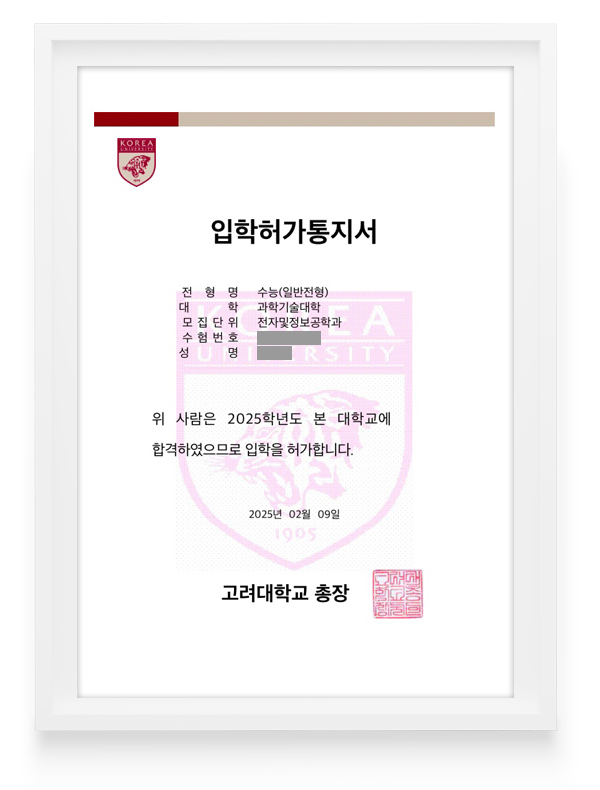 KOREA
UNIVERSITY
1905
입학허가통지서
전 형 명 수능(일반전형)
대 학 과학기술대학
모 집 단 위 전자및정보공학과
수 험 번 호
성 명
KOREA
UNIVERSITY
위 사람은 2025학년도 본 대학교에
합격하였으므로 입학을 허가합니다.
2025년 02월 09일
1905
고려대학교 총장